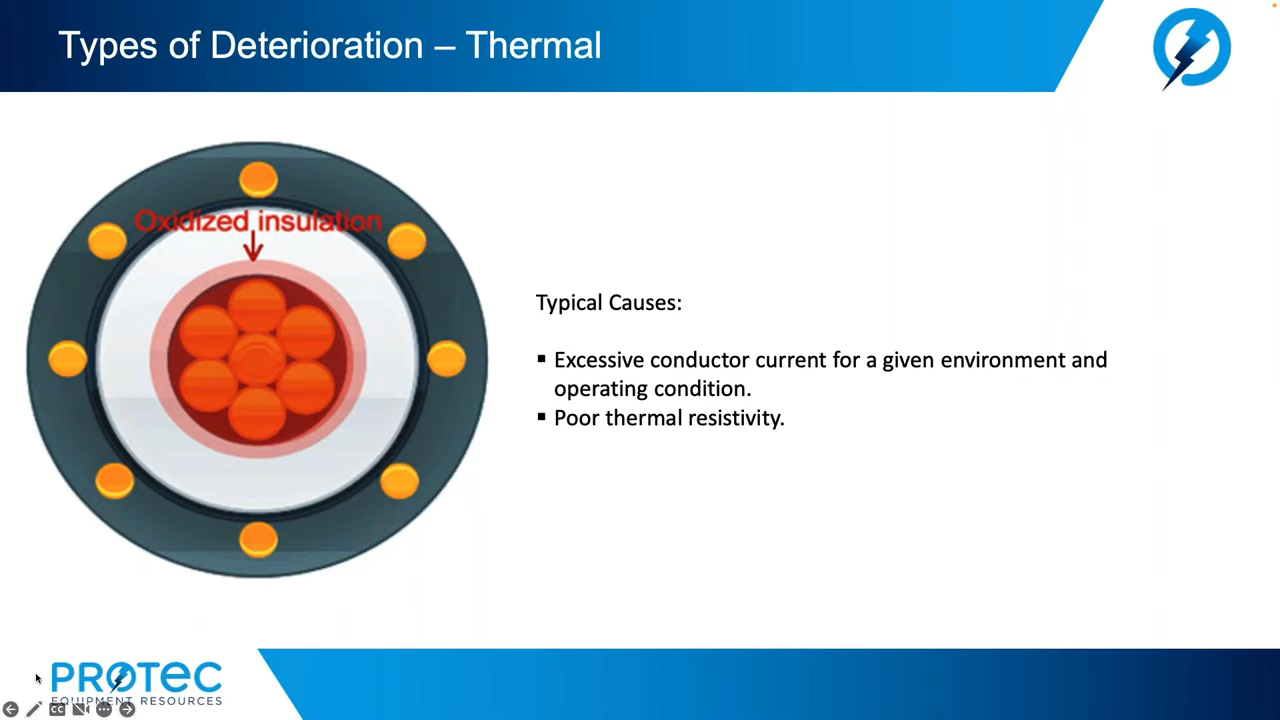 Types of Deterioration – Thermal
Oxidized insulation
Typical Causes:
▪ Excessive conductor current for a given environment and
operating condition.
▪ Poor thermal resistivity.
PROTEC
EQUIPMENT RESOURCES
CC